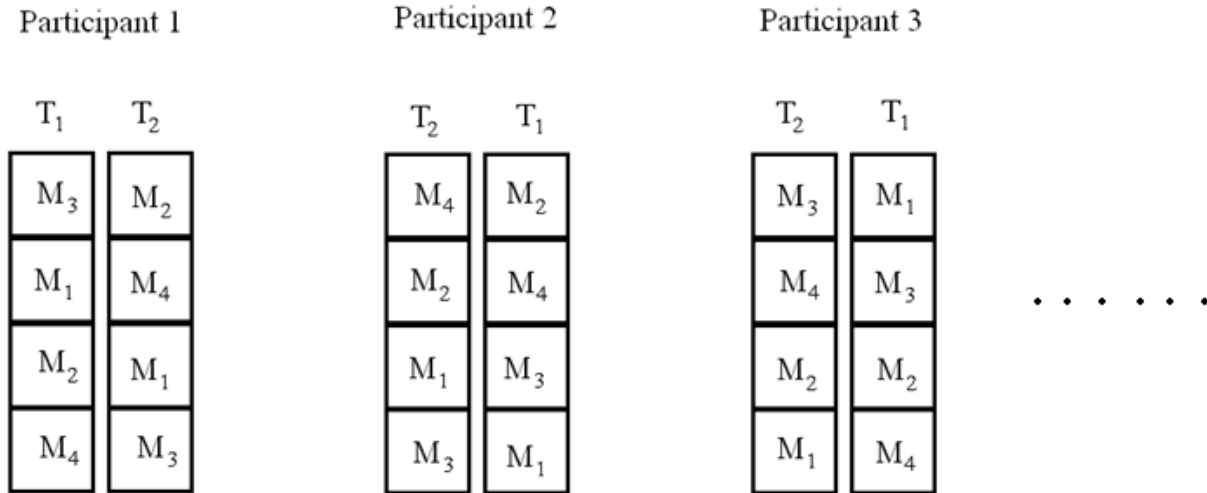 Participant 1 Participant 2 Participant 3
T₁ T₂ T₂ T₁ T₂ T₁
M₃ M₂ M₄ M₂ M₃ M₁
M₁ M₄ M₂ M₄ M₄ M₃
M₂ M₁ M₁ M₃ M₂ M₂
M₄ M₃ M₃ M₁ M₁ M₄